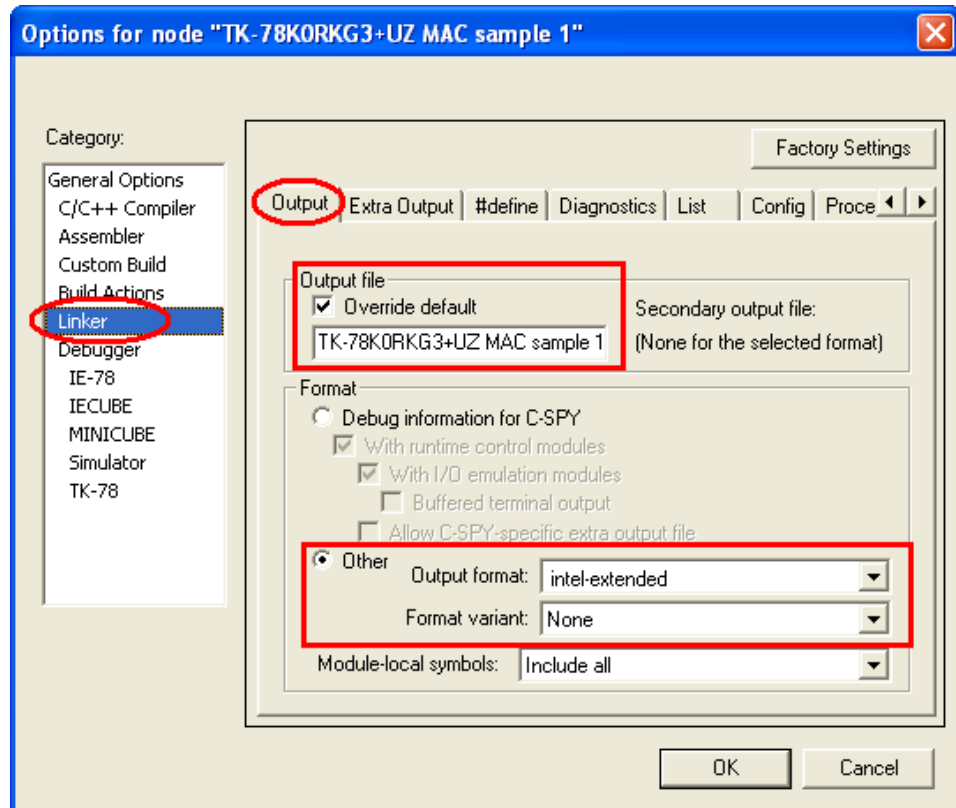 Options for node "TK-78K0RKG3+UZ MAC sample 1"
Category:
General Options
C/C++ Compiler
Assembler
Custom Build
Build Actions
Linker
Debugger
IE-78
IECUBE
MINICUBE
Simulator
TK-78
Factory Settings
Output Extra Output #define Diagnostics List Config Proce
Output file
Override default
TK-78K0RKG3+UZ MAC sample 1
Secondary output file:
(None for the selected format)
Format
Debug information for C-SPY
With runtime control modules
With I/O emulation modules
Buffered terminal output
Allow C-SPY-specific extra output file
Other
Output format: intel-extended
Format variant: None
Module-local symbols: Include all
OK Cancel